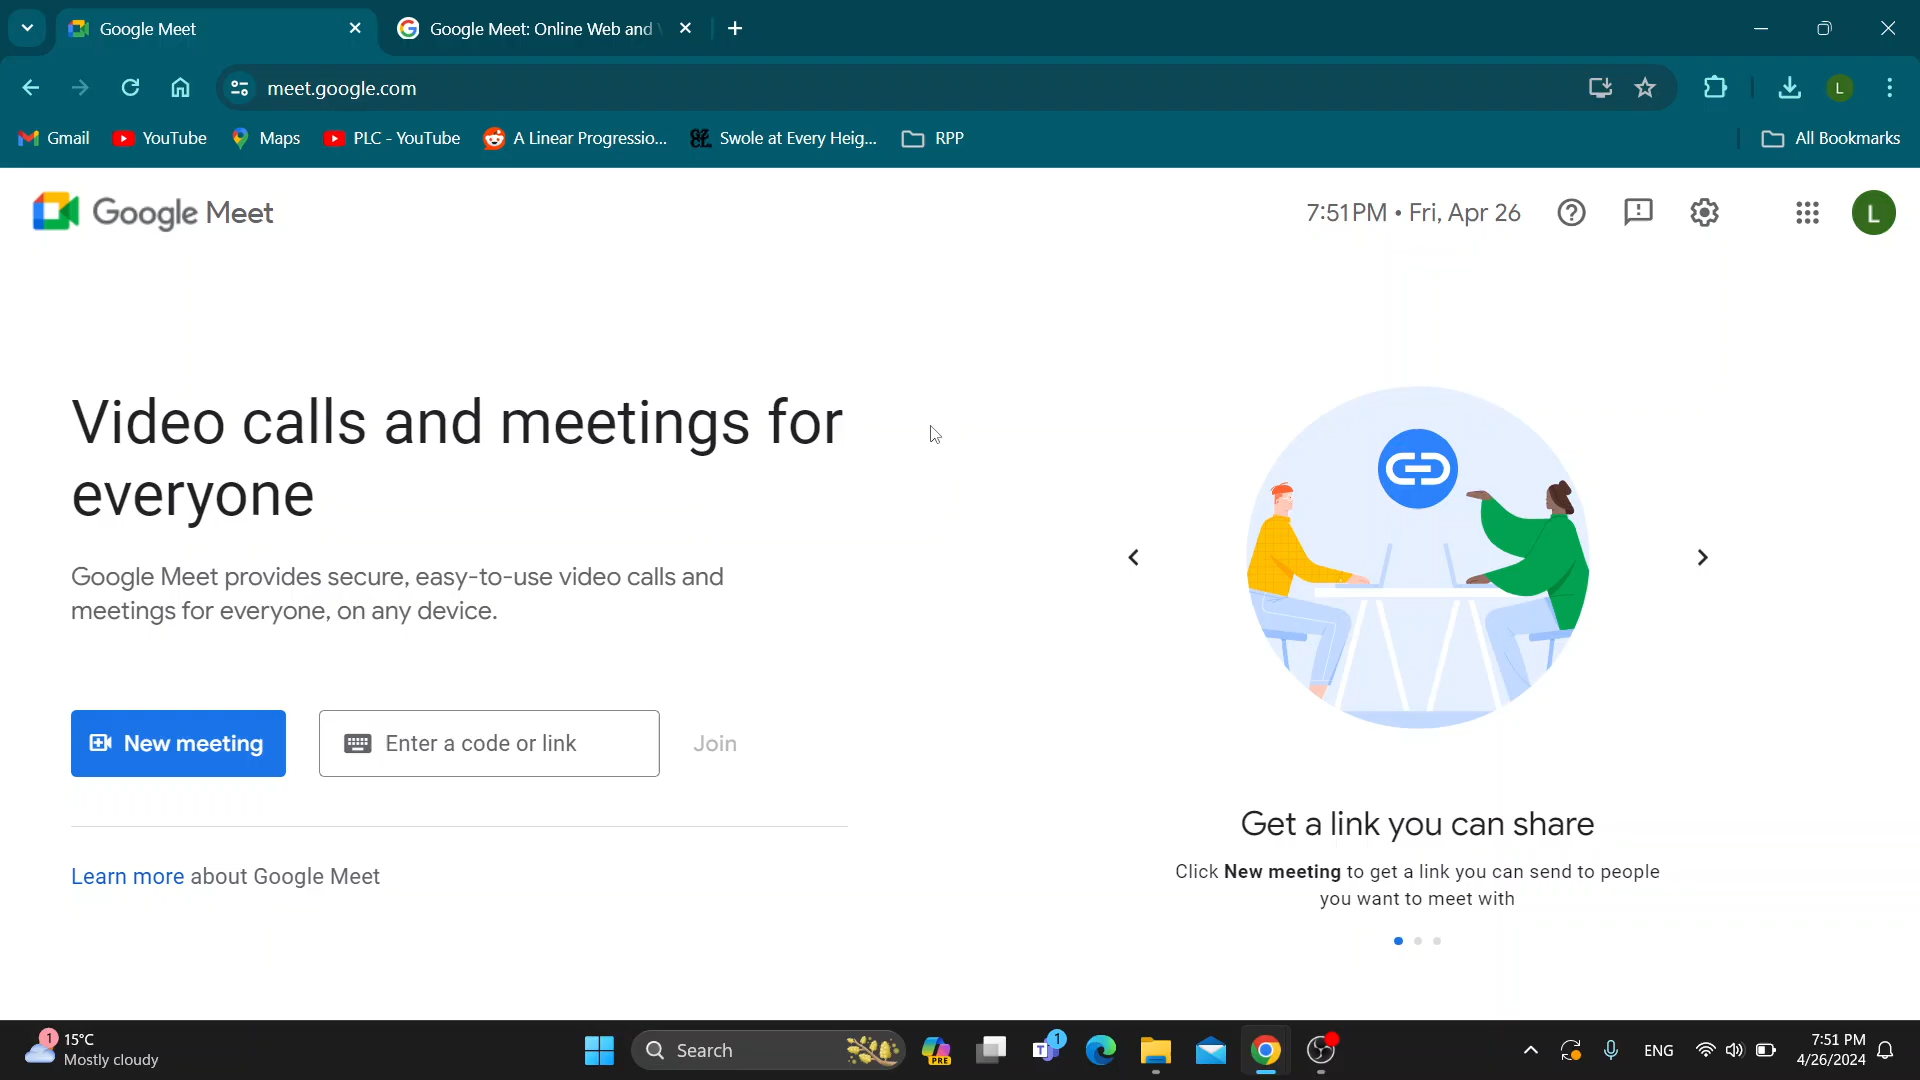 Google Meet
Google Meet: Online Web and
meet.google.com
L
Gmail
YouTube
Maps
PLC - YouTube
A Linear Progressio...
Swole at Every Heig...
RPP
All Bookmarks
Google Meet
7:51 PM • Fri, Apr 26
L
Video calls and meetings for
everyone
Google Meet provides secure, easy-to-use video calls and
meetings for everyone, on any device.
New meeting
Enter a code or link
Join
Learn more about Google Meet
Get a link you can share
Click New meeting to get a link you can send to people
you want to meet with
1
15°C
Mostly cloudy
Search
PRE
T
1
ENG
7:51 PM
4/26/2024